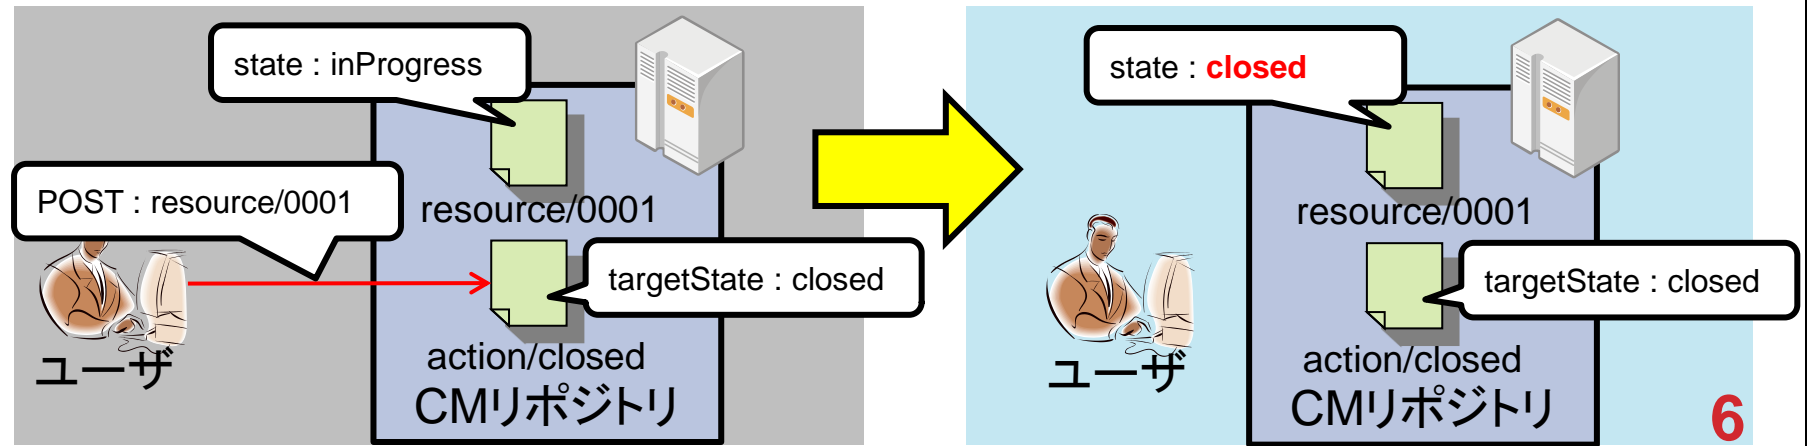 state : inProgress
POST : resource/0001
resource/0001
targetState : closed
action/closed
ユーザ
CMリポジトリ
state : closed
resource/0001
targetState : closed
action/closed
ユーザ
CMリポジトリ
6